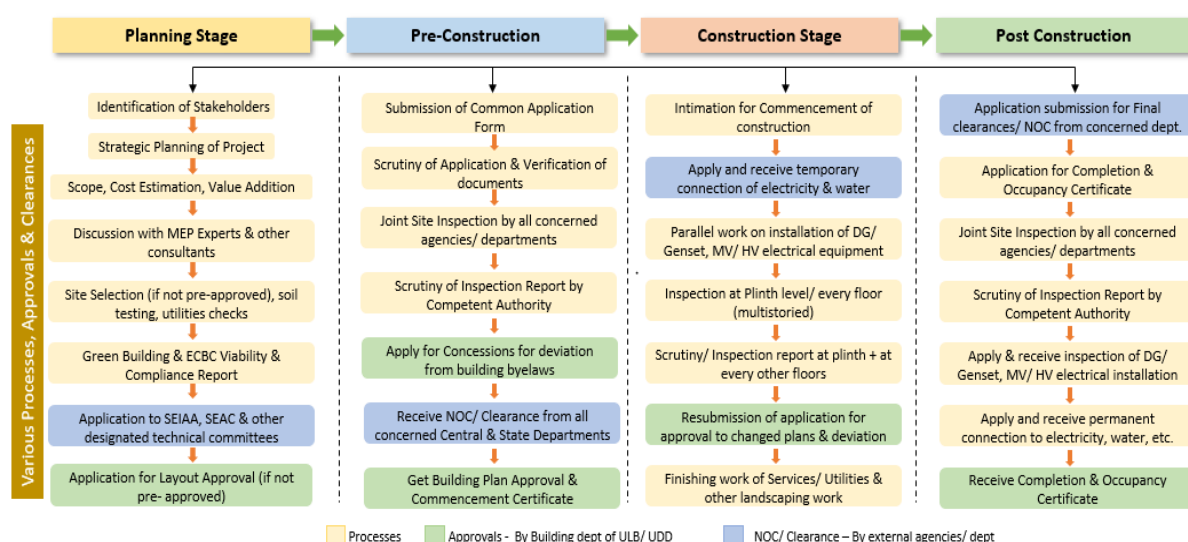 Planning Stage
Pre-Construction
Construction Stage
Post Construction
Various Processes, Approvals & Clearances
Identification of Stakeholders
Strategic Planning of Project
Scope, Cost Estimation, Value Addition
Discussion with MEP Experts & other
consultants
Site Selection (if not pre-approved), soil
testing, utilities checks
Green Building & ECBC Viability &
Compliance Report
Application to SEIAA, SEAC & other
designated technical committees
Application for Layout Approval (if not
pre- approved)
Submission of Common Application
Form
Scrutiny of Application & Verification of
documents
Joint Site Inspection by all concerned
agencies/ departments
Scrutiny of Inspection Report by
Competent Authority
Apply for Concessions for deviation
from building byelaws
Receive NOC/ Clearance from all
concerned Central & State Departments
Get Building Plan Approval &
Commencement Certificate
Intimation for Commencement of
construction
Apply and receive temporary
connection of electricity & water
Parallel work on installation of DG/
Genset, MV/ HV electrical equipment
Inspection at Plinth level/ every floor
(multistoried)
Scrutiny/ Inspection report at plinth + at
every other floors
Resubmission of application for
approval to changed plans & deviation
Finishing work of Services/ Utilities &
other landscaping work
Application submission for Final
clearances/ NOC from concerned dept.
Application for Completion &
Occupancy Certificate
Joint Site Inspection by all concerned
agencies/ departments
Scrutiny of Inspection Report by
Competent Authority
Apply & receive inspection of DG/
Genset, MV/ HV electrical installation
Apply and receive permanent
connection to electricity, water, etc.
Receive Completion & Occupancy
Certificate
Processes
Approvals - By Building dept of ULB/ UDD
NOC/ Clearance – By external agencies/ dept